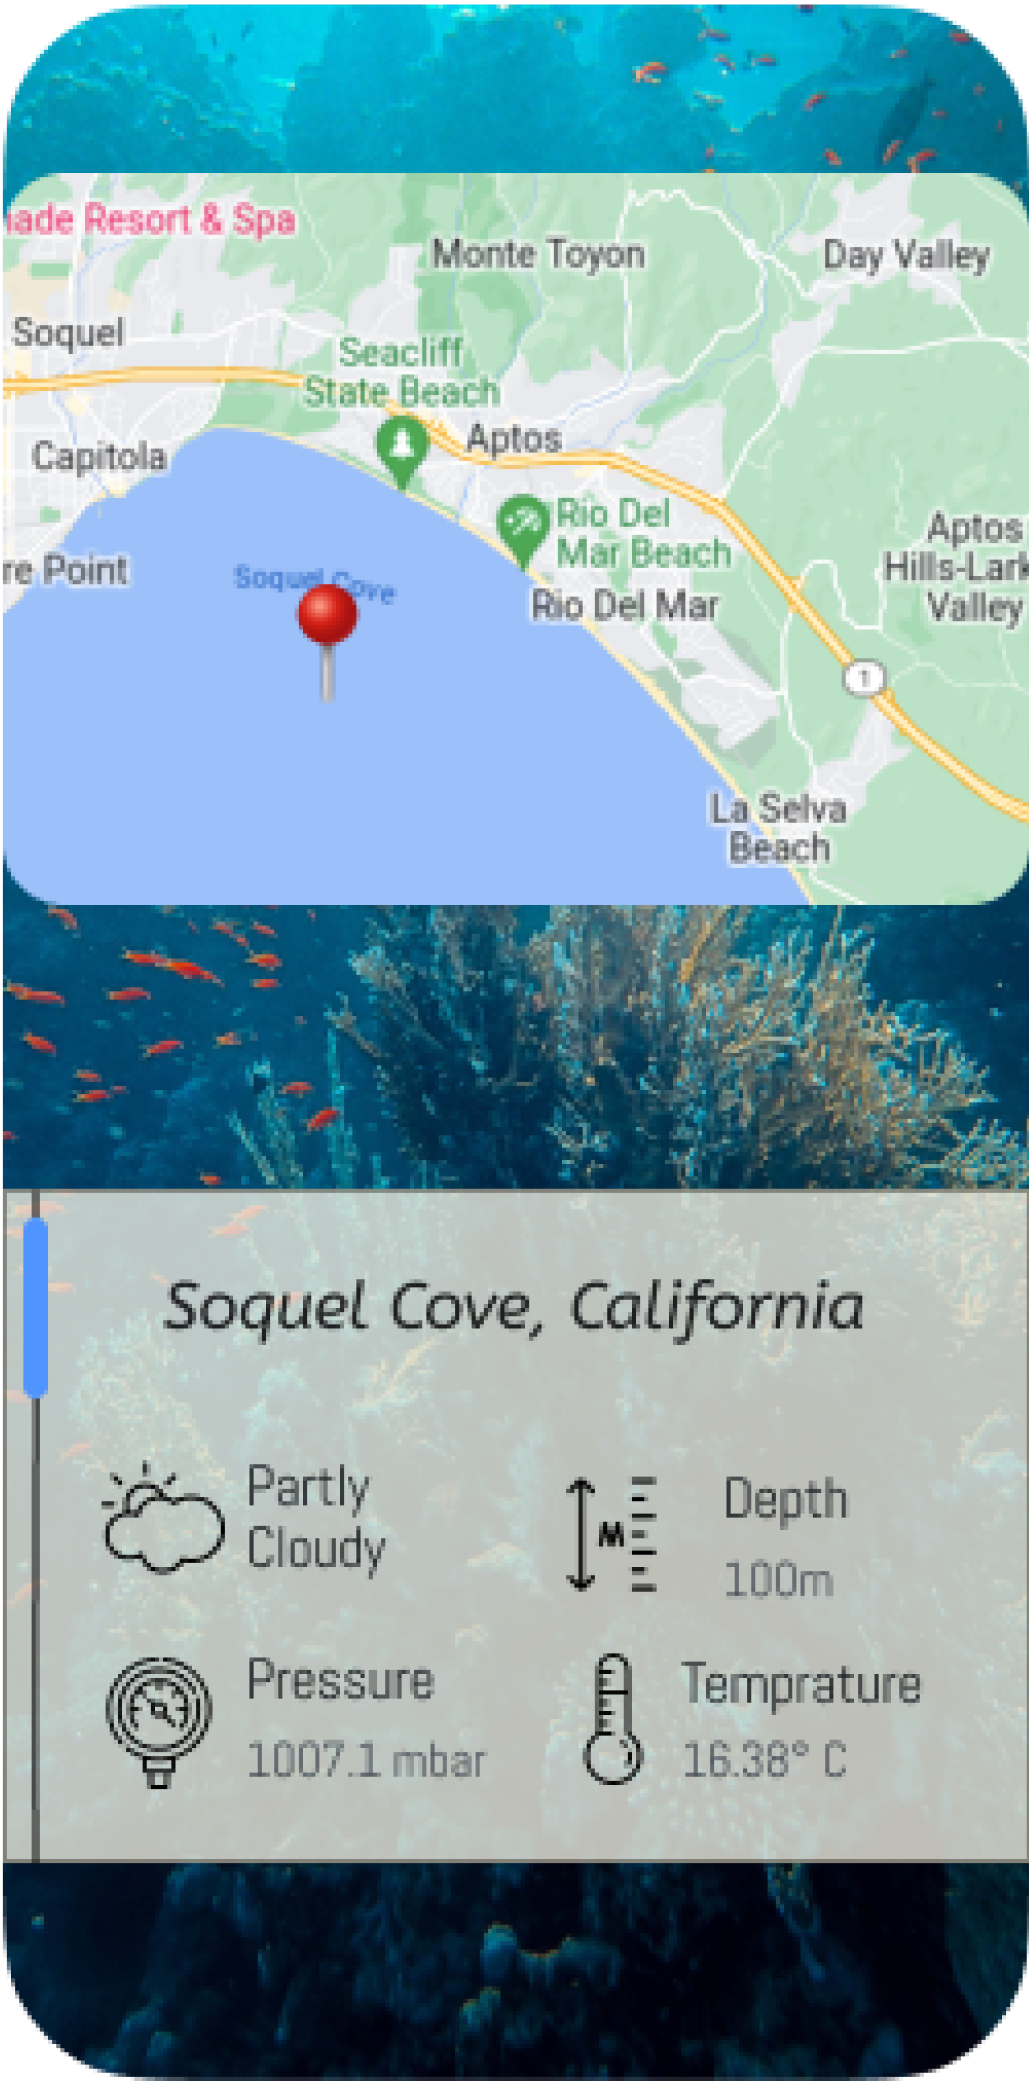 nade Resort & Spa
Monte Toyon
Day Valley
Soquel
Seacliff
State Beach
Aptos
Capitola
Rio Del
Mar Beach
Aptos
Hills-Lark
Valley
re Point
Soquel Cove
Rio Del Mar
1
La Selva
Beach
Soquel Cove, California
Partly
Cloudy
M
Depth
100m
Pressure
1007.1 mbar
Temprature
16.38° C